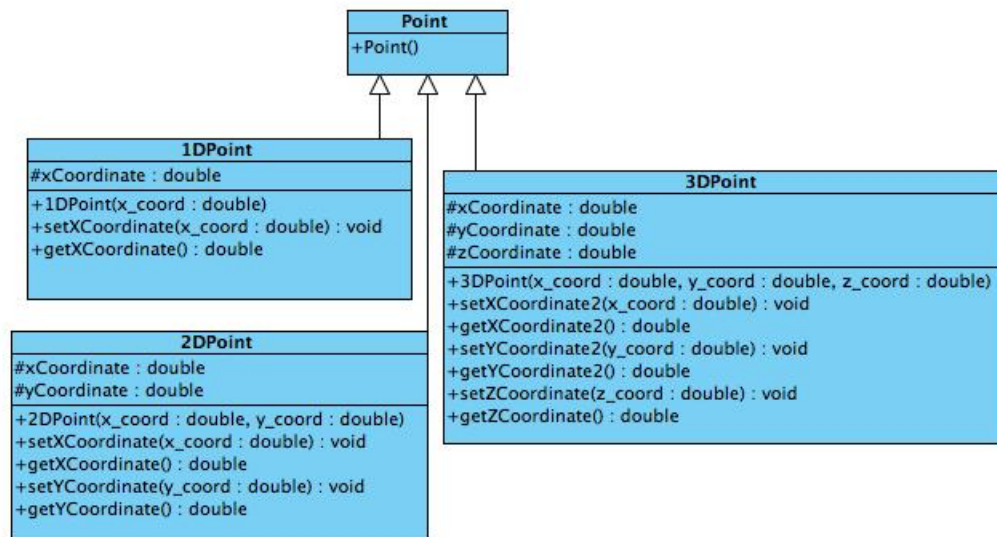 Point
+Point()
1DPoint
#xCoordinate : double
+1DPoint(x_coord : double)
+setXCoordinate(x_coord : double) : void
+getXCoordinate() : double
2DPoint
#xCoordinate : double
#yCoordinate : double
+2DPoint(x_coord : double, y_coord : double)
+setXCoordinate(x_coord : double) : void
+getXCoordinate() : double
+setYCoordinate(y_coord : double) : void
+getYCoordinate() : double
3DPoint
#xCoordinate : double
#yCoordinate : double
#zCoordinate : double
+3DPoint(x_coord : double, y_coord : double, z_coord : double)
+setXCoordinate2(x_coord : double) : void
+getXCoordinate2() : double
+setYCoordinate2(y_coord : double) : void
+getYCoordinate2() : double
+setZCoordinate(z_coord : double) : void
+getZCoordinate() : double